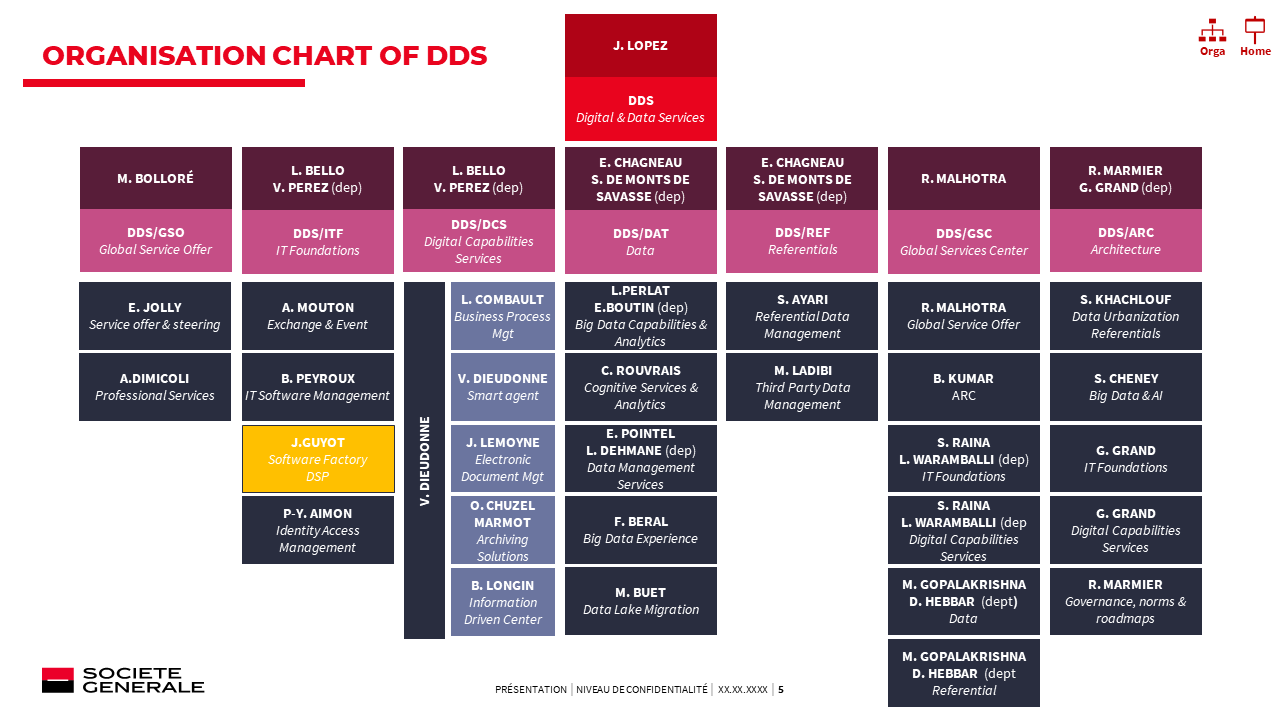 ORGANISATION CHART OF DDS
Orga
Home
J. LOPEZ
DDS
Digital & Data Services
M. BOLLORÉ
DDS/GSO
Global Service Offer
E. JOLLY
Service offer & steering
A.DIMICOLI
Professional Services
L. BELLO
V. PEREZ (dep)
DDS/ITF
IT Foundations
A. MOUTON
Exchange & Event
B. PEYROUX
IT Software Management
J.GUYOT
Software Factory
DSP
P-Y. AIMON
Identity Access
Management
L. BELLO
V. PEREZ (dep)
DDS/DCS
Digital Capabilities
Services
V. DIEUDONNE
L. COMBAULT
Business Process
Mgt
V. DIEUDONNE
Smart agent
J. LEMOYNE
Electronic
Document Mgt
O. CHUZEL
MARMOT
Archiving
Solutions
B. LONGIN
Information
Driven Center
E. CHAGNEAU
S. DE MONTS DE
SAVASSE (dep)
DDS/DAT
Data
L.PERLAT
E.BOUTIN (dep)
Big Data Capabilities &
Analytics
C. ROUVRAIS
Cognitive Services &
Analytics
E. POINTEL
L. DEHMANE (dep)
Data Management
Services
F. BERAL
Big Data Experience
M. BUET
Data Lake Migration
E. CHAGNEAU
S. DE MONTS DE
SAVASSE (dep)
DDS/REF
Referentials
S. AYARI
Referential Data
Management
M. LADIBI
Third Party Data
Management
R. MALHOTRA
DDS/GSC
Global Services Center
R. MALHOTRA
Global Service Offer
B. KUMAR
ARC
S. RAINA
L. WARAMBALLI (dep)
IT Foundations
S. RAINA
L. WARAMBALLI (dep
Digital Capabilities
Services
M. GOPALAKRISHNA
D. HEBBAR (dept)
Data
M. GOPALAKRISHNA
D. HEBBAR (dept
Referential
R. MARMIER
G. GRAND (dep)
DDS/ARC
Architecture
S. KHACHLOUF
Data Urbanization
Referentials
S. CHENEY
Big Data & AI
G. GRAND
IT Foundations
G. GRAND
Digital Capabilities
Services
R. MARMIER
Governance, norms &
roadmaps
SOCIETE
GENERALE
PRÉSENTATION | NIVEAU DE CONFIDENTIALITÉ | XX.XX.XXXX | 5